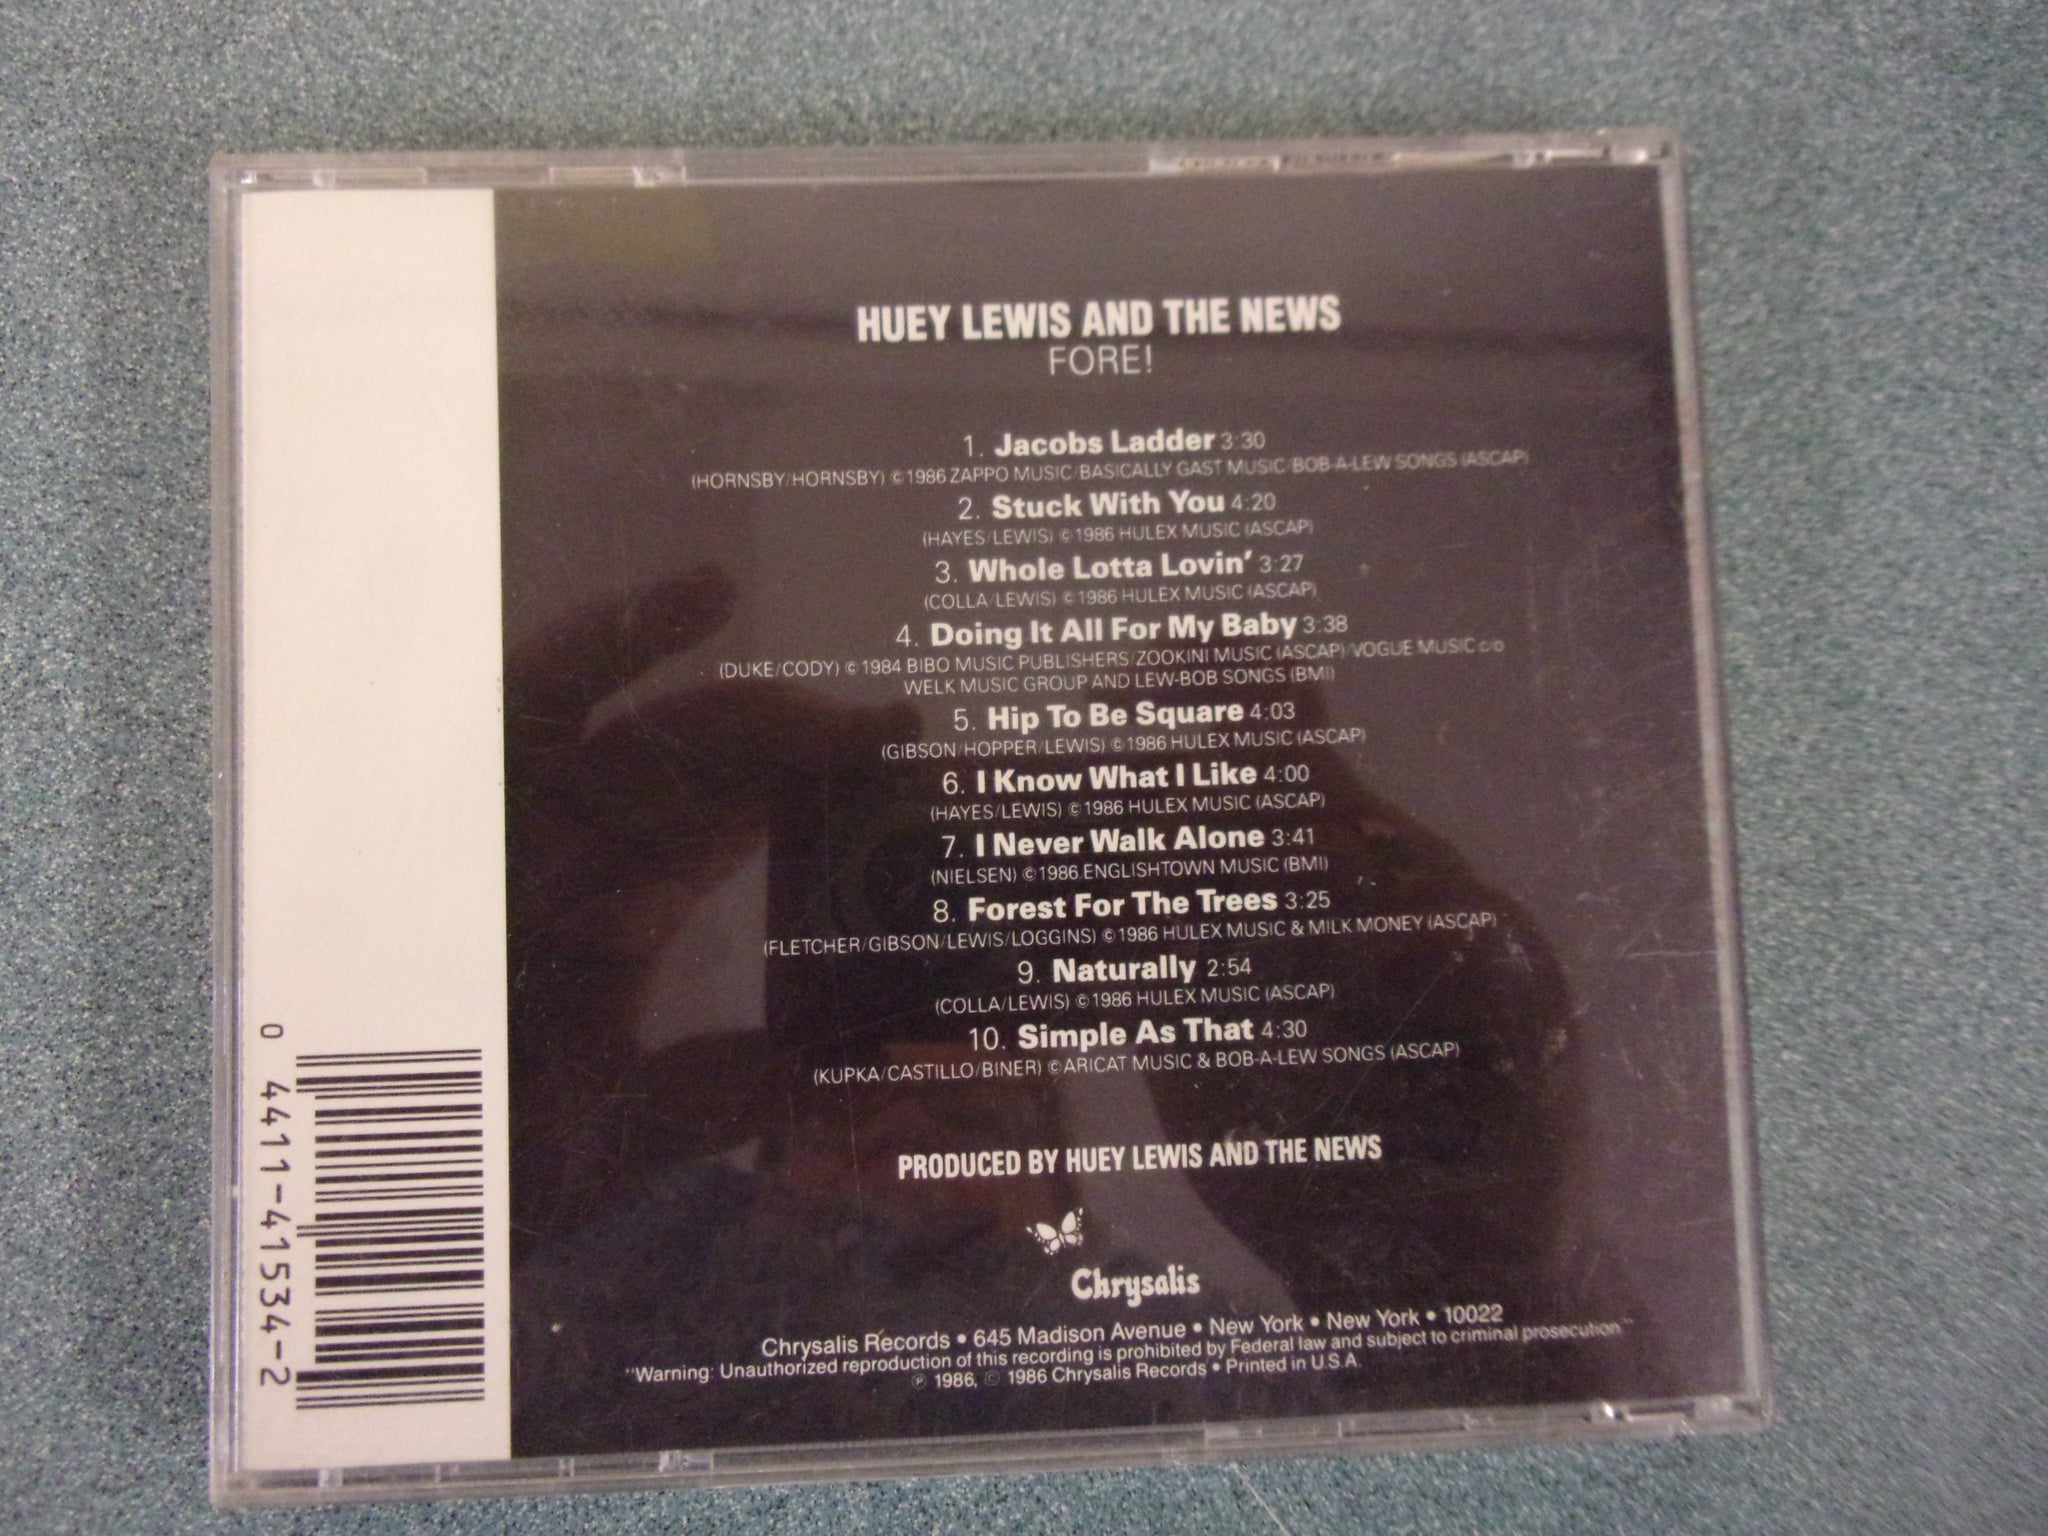 HUEY LEWIS AND THE NEWS
FORE!
1. Jacobs Ladder 3:30
(HORNSBY/HORNSBY) ©1986 ZAPPO MUSIC/BASICALLY GAST MUSIC/BOB-A-LEW SONGS (ASCAP)
2. Stuck With You 4:20
(HAYES/LEWIS) ©1986 HULEX MUSIC (ASCAP)
3. Whole Lotta Lovin' 3:27
(COLLA/LEWIS) ©1986 HULEX MUSIC (ASCAP)
4. Doing It All For My Baby 3:38
(DUKE/CODY) ©1984 BIBO MUSIC PUBLISHERS/ZOOKINI MUSIC (ASCAP)/VOGUE MUSIC c/o
WELK MUSIC GROUP AND LEW-BOB SONGS (BMI)
5. Hip To Be Square 4:03
(GIBSON/HOPPER/LEWIS) ©1986 HULEX MUSIC (ASCAP)
6. I Know What I Like 4:00
(HAYES/LEWIS) ©1986 HULEX MUSIC (ASCAP)
7. I Never Walk Alone 3:41
(NIELSEN) ©1986 ENGLISHTOWN MUSIC (BMI)
8. Forest For The Trees 3:25
(FLETCHER/GIBSON/LEWIS/LOGGINS) ©1986 HULEX MUSIC & MILK MONEY (ASCAP)
9. Naturally 2:54
(COLLA/LEWIS) ©1986 HULEX MUSIC (ASCAP)
10. Simple As That 4:30
(KUPKA/CASTILLO/BINER) ©ARICAT MUSIC & BOB-A-LEW SONGS (ASCAP)
PRODUCED BY HUEY LEWIS AND THE NEWS
Chrysalis
Chrysalis Records • 645 Madison Avenue • New York • New York • 10022
"Warning: Unauthorized reproduction of this recording is prohibited by Federal law and subject to criminal prosecution."
℗ 1986, © 1986 Chrysalis Records • Printed in U.S.A.
0 4411-41534-2